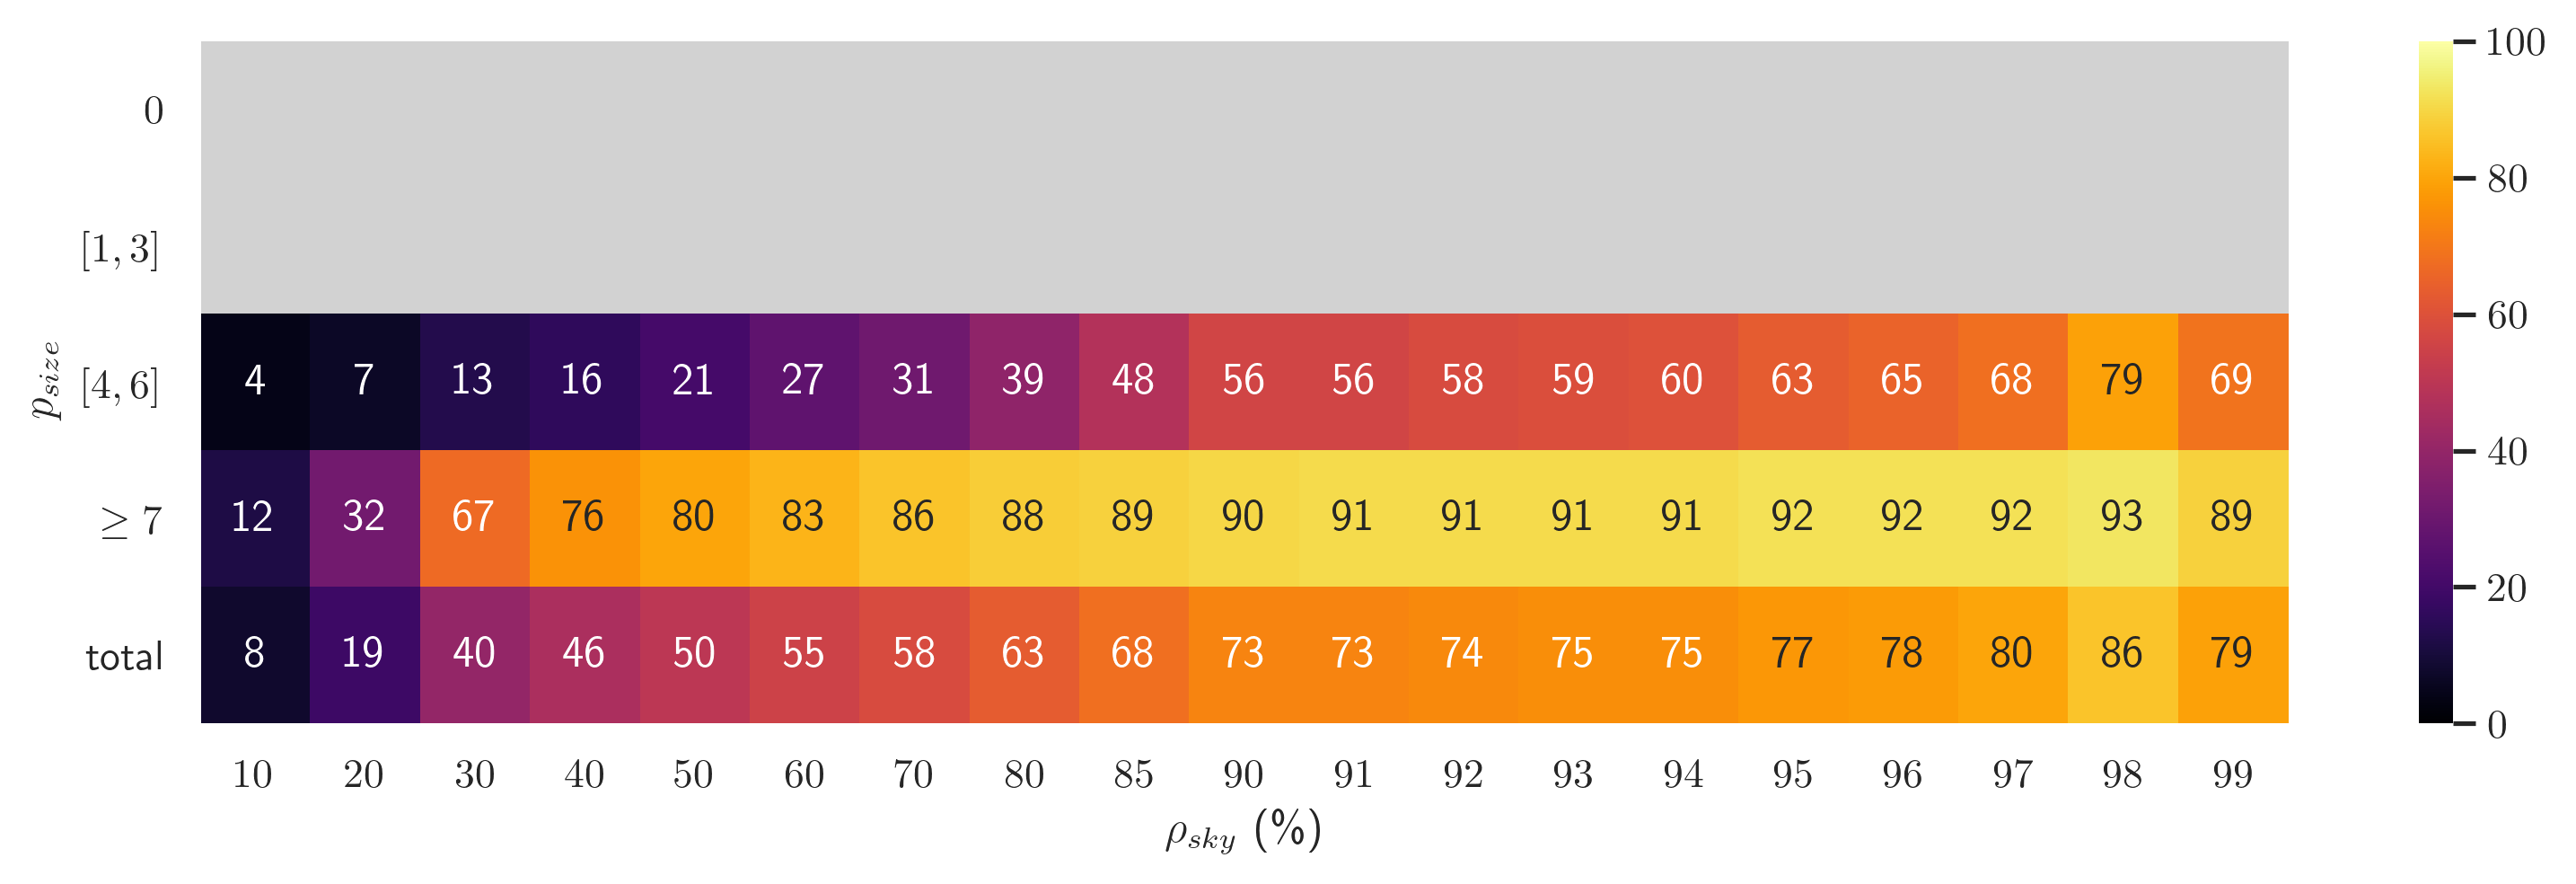 100
0
80
[1, 3]
60
p_size
[4, 6] 4 7 13 16 21 27 31 39 48 56 56 58 59 60 63 65 68 79 69
40
≥ 7 12 32 67 76 80 83 86 88 89 90 91 91 91 91 92 92 92 93 89
20
total 8 19 40 46 50 55 58 63 68 73 73 74 75 75 77 78 80 86 79
0
10 20 30 40 50 60 70 80 85 90 91 92 93 94 95 96 97 98 99
ρ_sky (%)